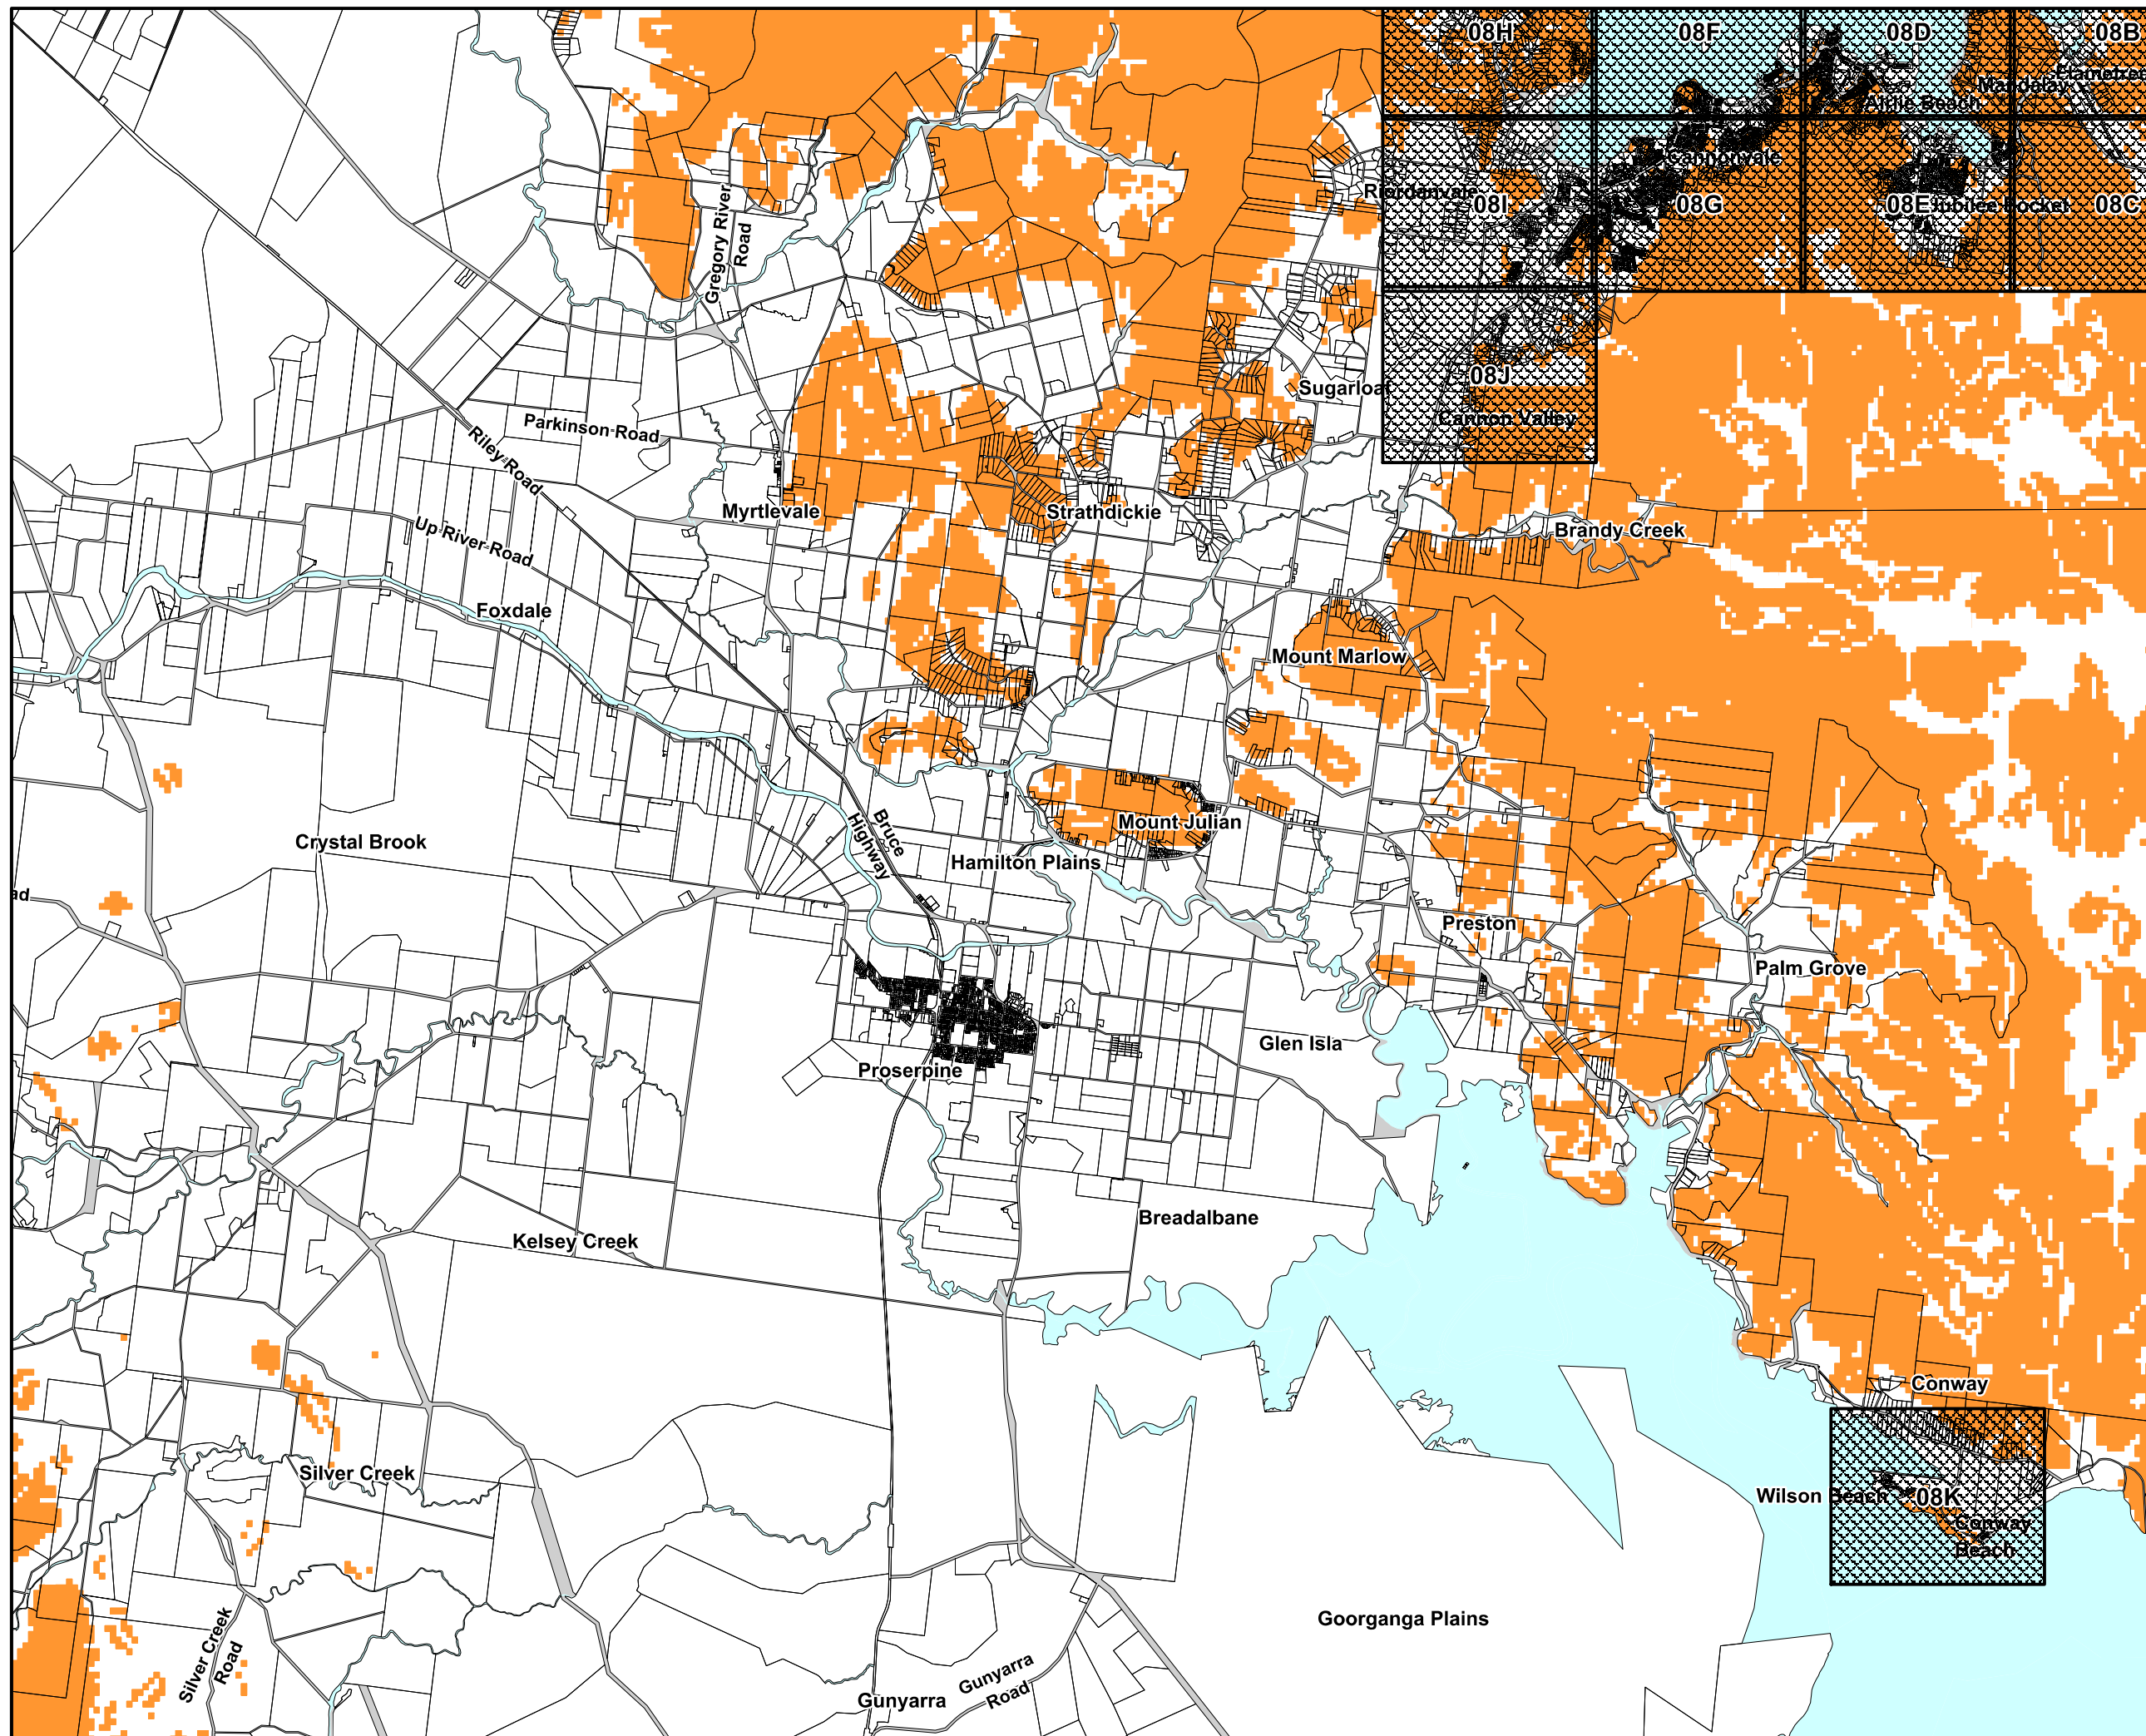 08H
08F
08D
08B
Flametree
Mandalay
Airlie Beach
Cannonvale
Riordanvale
08I
08G
08E
Jubilee Pocket
08C
Gregory River
Road
08J
Sugarloaf
Cannon Valley
Parkinson Road
Riley Road
Myrtlevale
Strathdickie
Up River Road
Brandy Creek
Foxdale
Mount Marlow
Bruce
Highway
Mount Julian
Crystal Brook
Hamilton Plains
ad
Preston
Palm Grove
Glen Isla
Proserpine
Breadalbane
Kelsey Creek
Conway
Silver Creek
Wilson Beach
08K
Conway
Beach
Goorganga Plains
Silver Creek
Road
Gunyarra
Road
Gunyarra